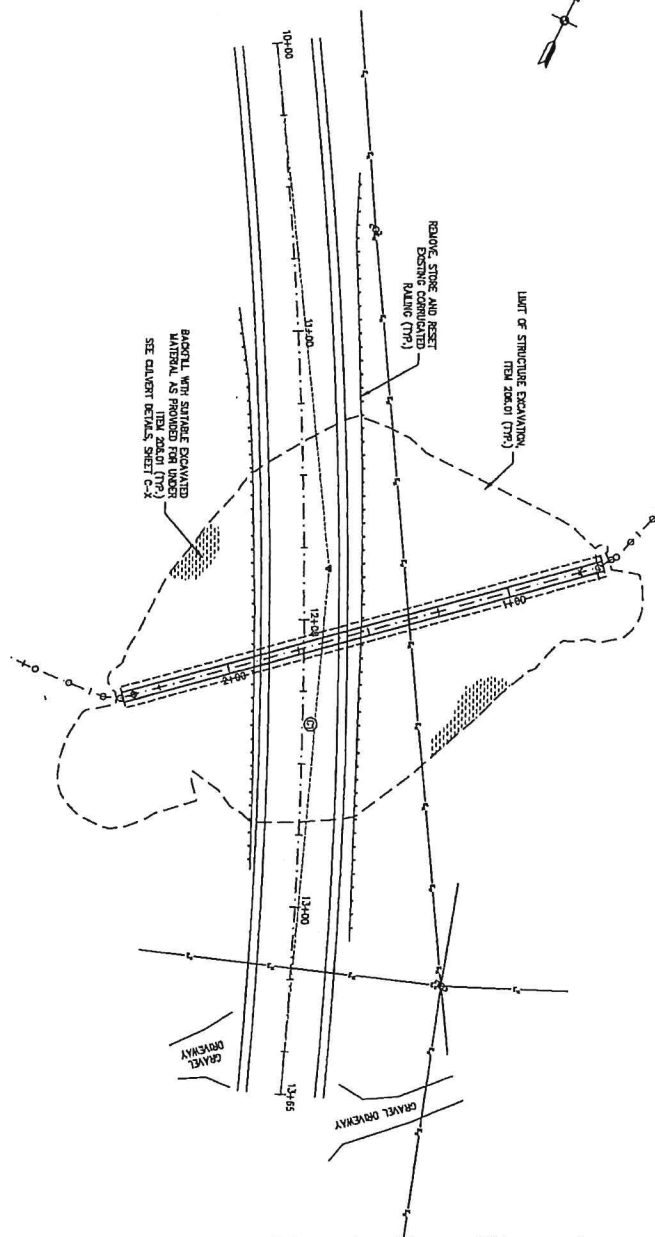 10+00
REMOVE, STORE AND RESET
EXISTING CORRUGATED
RAILING (TYP.)
LIMIT OF STRUCTURE EXCAVATION,
ITEM 206.01 (TYP.)
11+00
BACKFILL WITH SUITABLE EXCAVATED
MATERIAL AS PROVIDED FOR UNDER
ITEM 206.01 (TYP.)
SEE CULVERT DETAILS, SHEET C-X
12+00
1+00
2+00
13+00
13+65
GRAVEL
DRIVEWAY
GRAVEL DRIVEWAY